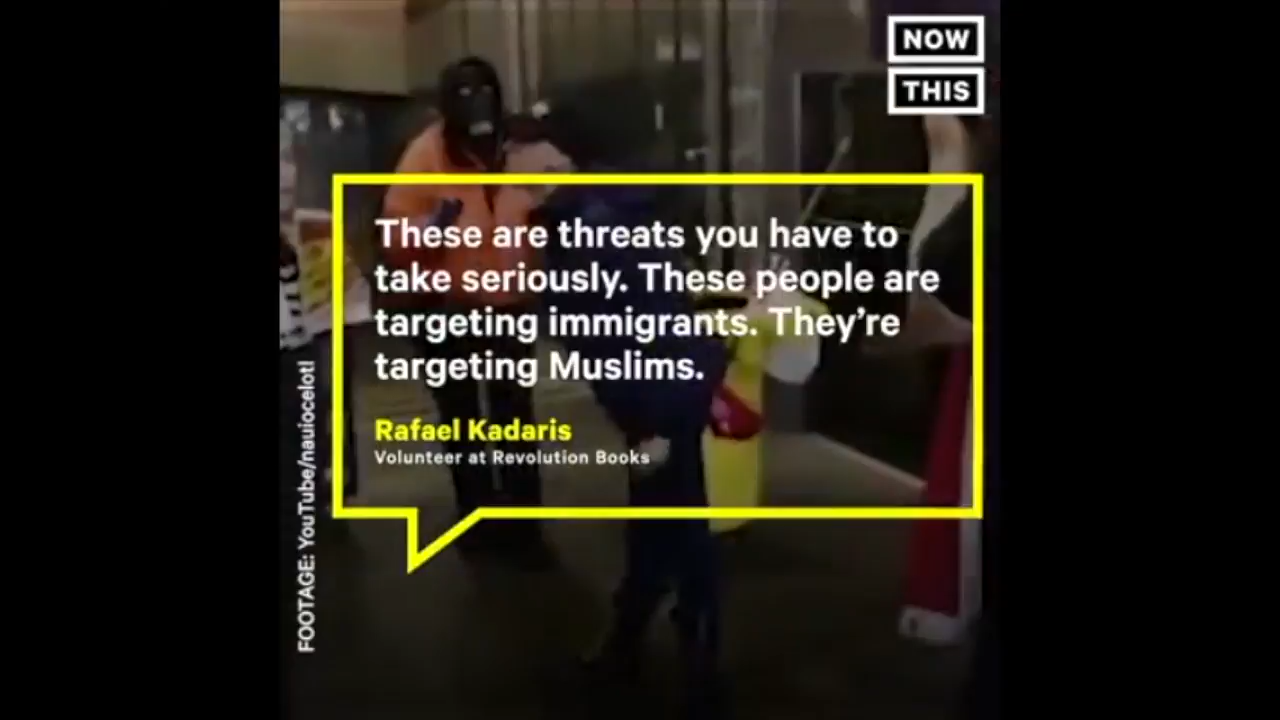 NOW
THIS
These are threats you have to
take seriously. These people are
targeting immigrants. They're
targeting Muslims.
Rafael Kadaris
Volunteer at Revolution Books
FOOTAGE: YouTube/nauiocelotl